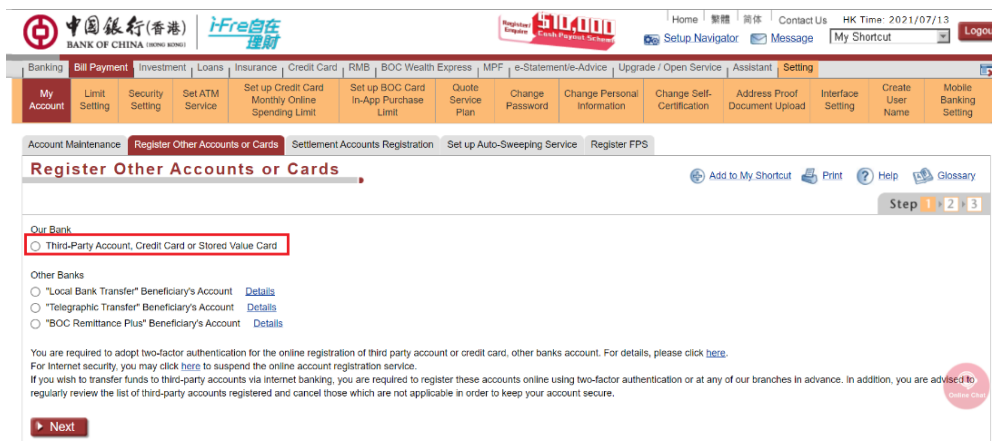 中國銀行(香港)
BANK OF CHINA (HONG KONG)
i-Free自在
理財
Register/
Enquire
$10,000
Cash Payout Scheme
Home 繁體 简体 Contact Us HK Time: 2021/07/13
Setup Navigator Message My Shortcut Logou
Banking Bill Payment Investment Loans Insurance Credit Card RMB BOC Wealth Express MPF e-Statement/e-Advice Upgrade / Open Service Assistant Setting
My Account
Limit Setting
Security Setting
Set ATM Service
Set up Credit Card Monthly Online Spending Limit
Set up BOC Card In-App Purchase Limit
Quote Service Plan
Change Password
Change Personal Information
Change Self-Certification
Address Proof Document Upload
Interface Setting
Create User Name
Mobile Banking Setting
Account Maintenance Register Other Accounts or Cards Settlement Accounts Registration Set up Auto-Sweeping Service Register FPS
Register Other Accounts or Cards
Add to My Shortcut Print Help Glossary
Step 1 2 3
Our Bank
Third-Party Account, Credit Card or Stored Value Card
Other Banks
"Local Bank Transfer" Beneficiary's Account Details
"Telegraphic Transfer" Beneficiary's Account Details
"BOC Remittance Plus" Beneficiary's Account Details
You are required to adopt two-factor authentication for the online registration of third party account or credit card, other banks account. For details, please click here.
For Internet security, you may click here to suspend the online account registration service.
If you wish to transfer funds to third-party accounts via internet banking, you are required to register these accounts online using two-factor authentication or at any of our branches in advance. In addition, you are advised to
regularly review the list of third-party accounts registered and cancel those which are not applicable in order to keep your account secure.
Online Chat
Next